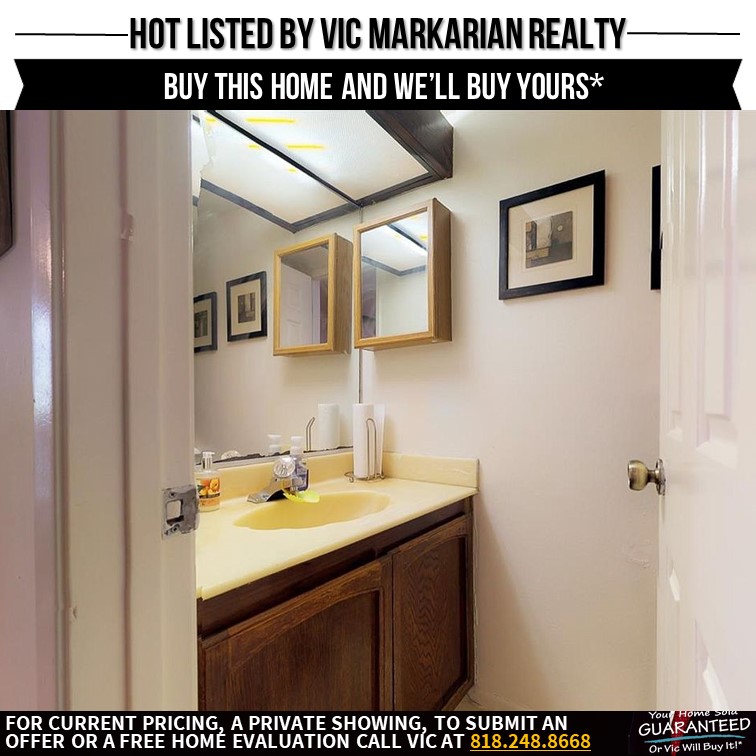 HOT LISTED BY VIC MARKARIAN REALTY
BUY THIS HOME AND WE'LL BUY YOURS*
FOR CURRENT PRICING, A PRIVATE SHOWING, TO SUBMIT AN
OFFER OR A FREE HOME EVALUATION CALL VIC AT 818.248.8668
Your Home Sold
GUARANTEED
Or Vic Will Buy It!